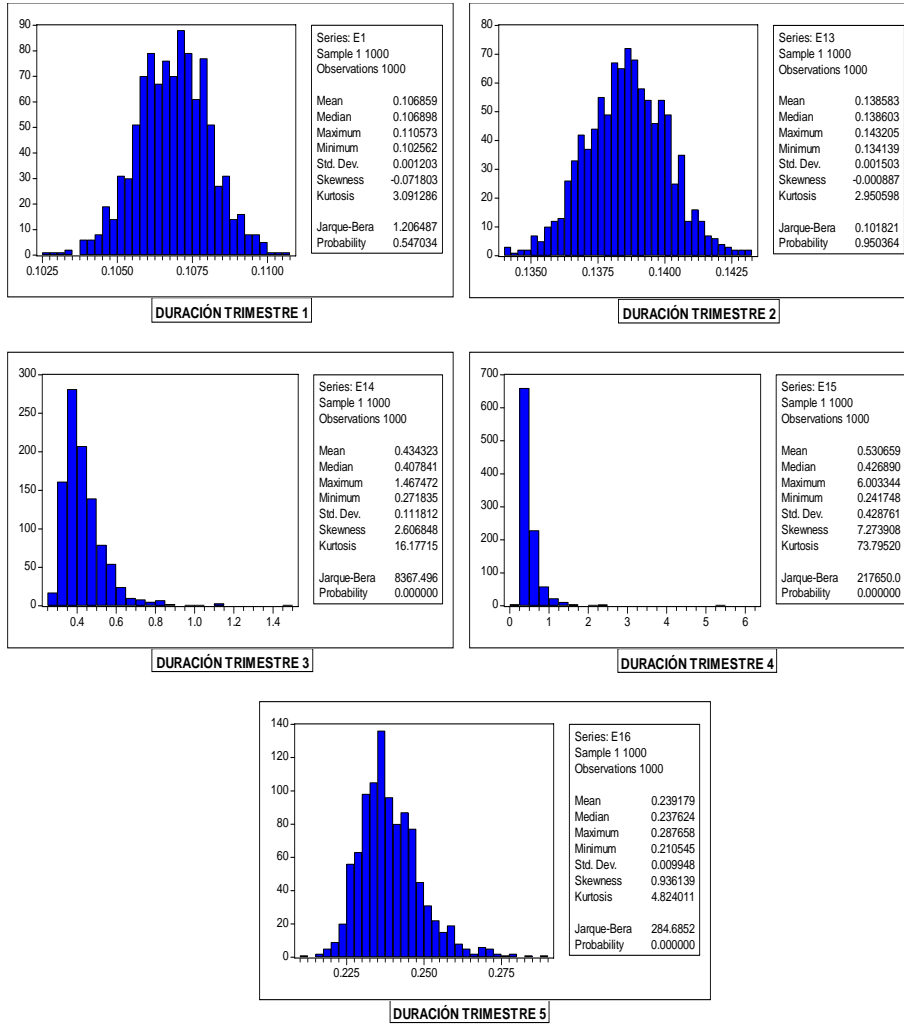 90
80
70
60
50
40
30
20
10
0
0.1025 0.1050 0.1075 0.1100
Series: E1
Sample 1 1000
Observations 1000
Mean 0.106859
Median 0.106898
Maximum 0.110573
Minimum 0.102562
Std. Dev. 0.001203
Skewness -0.071803
Kurtosis 3.091286
Jarque-Bera 1.206487
Probability 0.547034
DURACIÓN TRIMESTRE 1
80
70
60
50
40
30
20
10
0
0.1350 0.1375 0.1400 0.1425
Series: E13
Sample 1 1000
Observations 1000
Mean 0.138583
Median 0.138603
Maximum 0.143205
Minimum 0.134139
Std. Dev. 0.001503
Skewness -0.000887
Kurtosis 2.950598
Jarque-Bera 0.101821
Probability 0.950364
DURACIÓN TRIMESTRE 2
300
200
150
100
50
0
0.4 0.6 0.8 1.0 1.2 1.4
Series: E14
Sample 1 1000
Observations 1000
Mean 0.434323
Median 0.407841
Maximum 1.467472
Minimum 0.271835
Std. Dev. 0.111812
Skewness 2.606848
Kurtosis 16.17715
Jarque-Bera 8367.496
Probability 0.000000
DURACIÓN TRIMESTRE 3
700
600
500
400
300
200
100
0
0 1 2 3 4 5 6
Series: E15
Sample 1 1000
Observations 1000
Mean 0.530659
Median 0.426890
Maximum 6.003344
Minimum 0.241748
Std. Dev. 0.428761
Skewness 7.273908
Kurtosis 73.79520
Jarque-Bera 217650.0
Probability 0.000000
DURACIÓN TRIMESTRE 4
140
120
100
80
60
40
20
0
0.225 0.250 0.275
Series: E16
Sample 1 1000
Observations 1000
Mean 0.239179
Median 0.237624
Maximum 0.287658
Minimum 0.210545
Std. Dev. 0.009948
Skewness 0.936139
Kurtosis 4.824011
Jarque-Bera 284.6852
Probability 0.000000
DURACIÓN TRIMESTRE 5